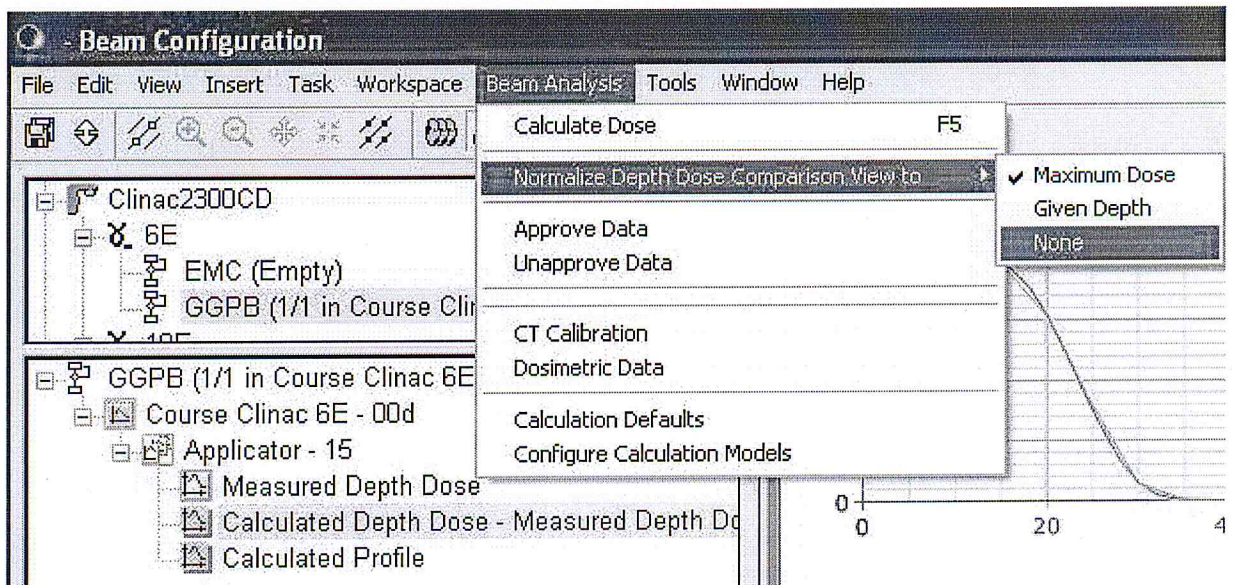 - Beam Configuration
File Edit View Insert Task Workspace Beam Analysis Tools Window Help
Calculate Dose F5
Normalize Depth Dose Comparison View to
Maximum Dose
Given Depth
None
Approve Data
Unapprove Data
CT Calibration
Dosimetric Data
Calculation Defaults
Configure Calculation Models
Clinac2300CD
6E
EMC (Empty)
GGPB (1/1 in Course Clin
GGPB (1/1 in Course Clinac 6E
Course Clinac 6E - 00d
Applicator - 15
Measured Depth Dose
Calculated Depth Dose - Measured Depth Do
Calculated Profile
0
0 20 4